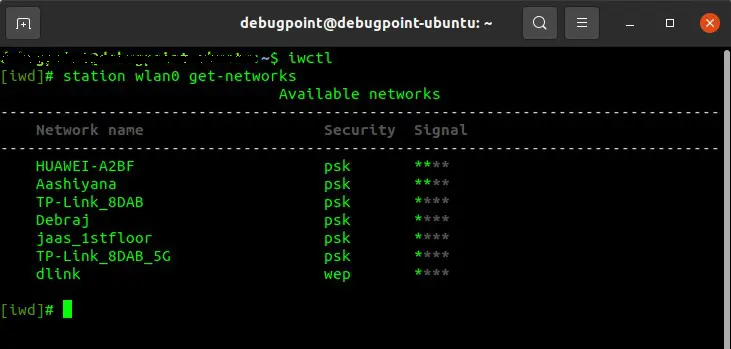 debugpoint@debugpoint-ubuntu: ~
:~$ iwctl
[iwd]# station wlan0 get-networks
Available networks
--------------------------------------------------------------------------------
Network name Security Signal
--------------------------------------------------------------------------------
HUAWEI-A2BF psk ****
Aashiyana psk ****
TP-Link_8DAB psk ****
Debraj psk ****
jaas_1stfloor psk ****
TP-Link_8DAB_5G psk ****
dlink wep ****
[iwd]#